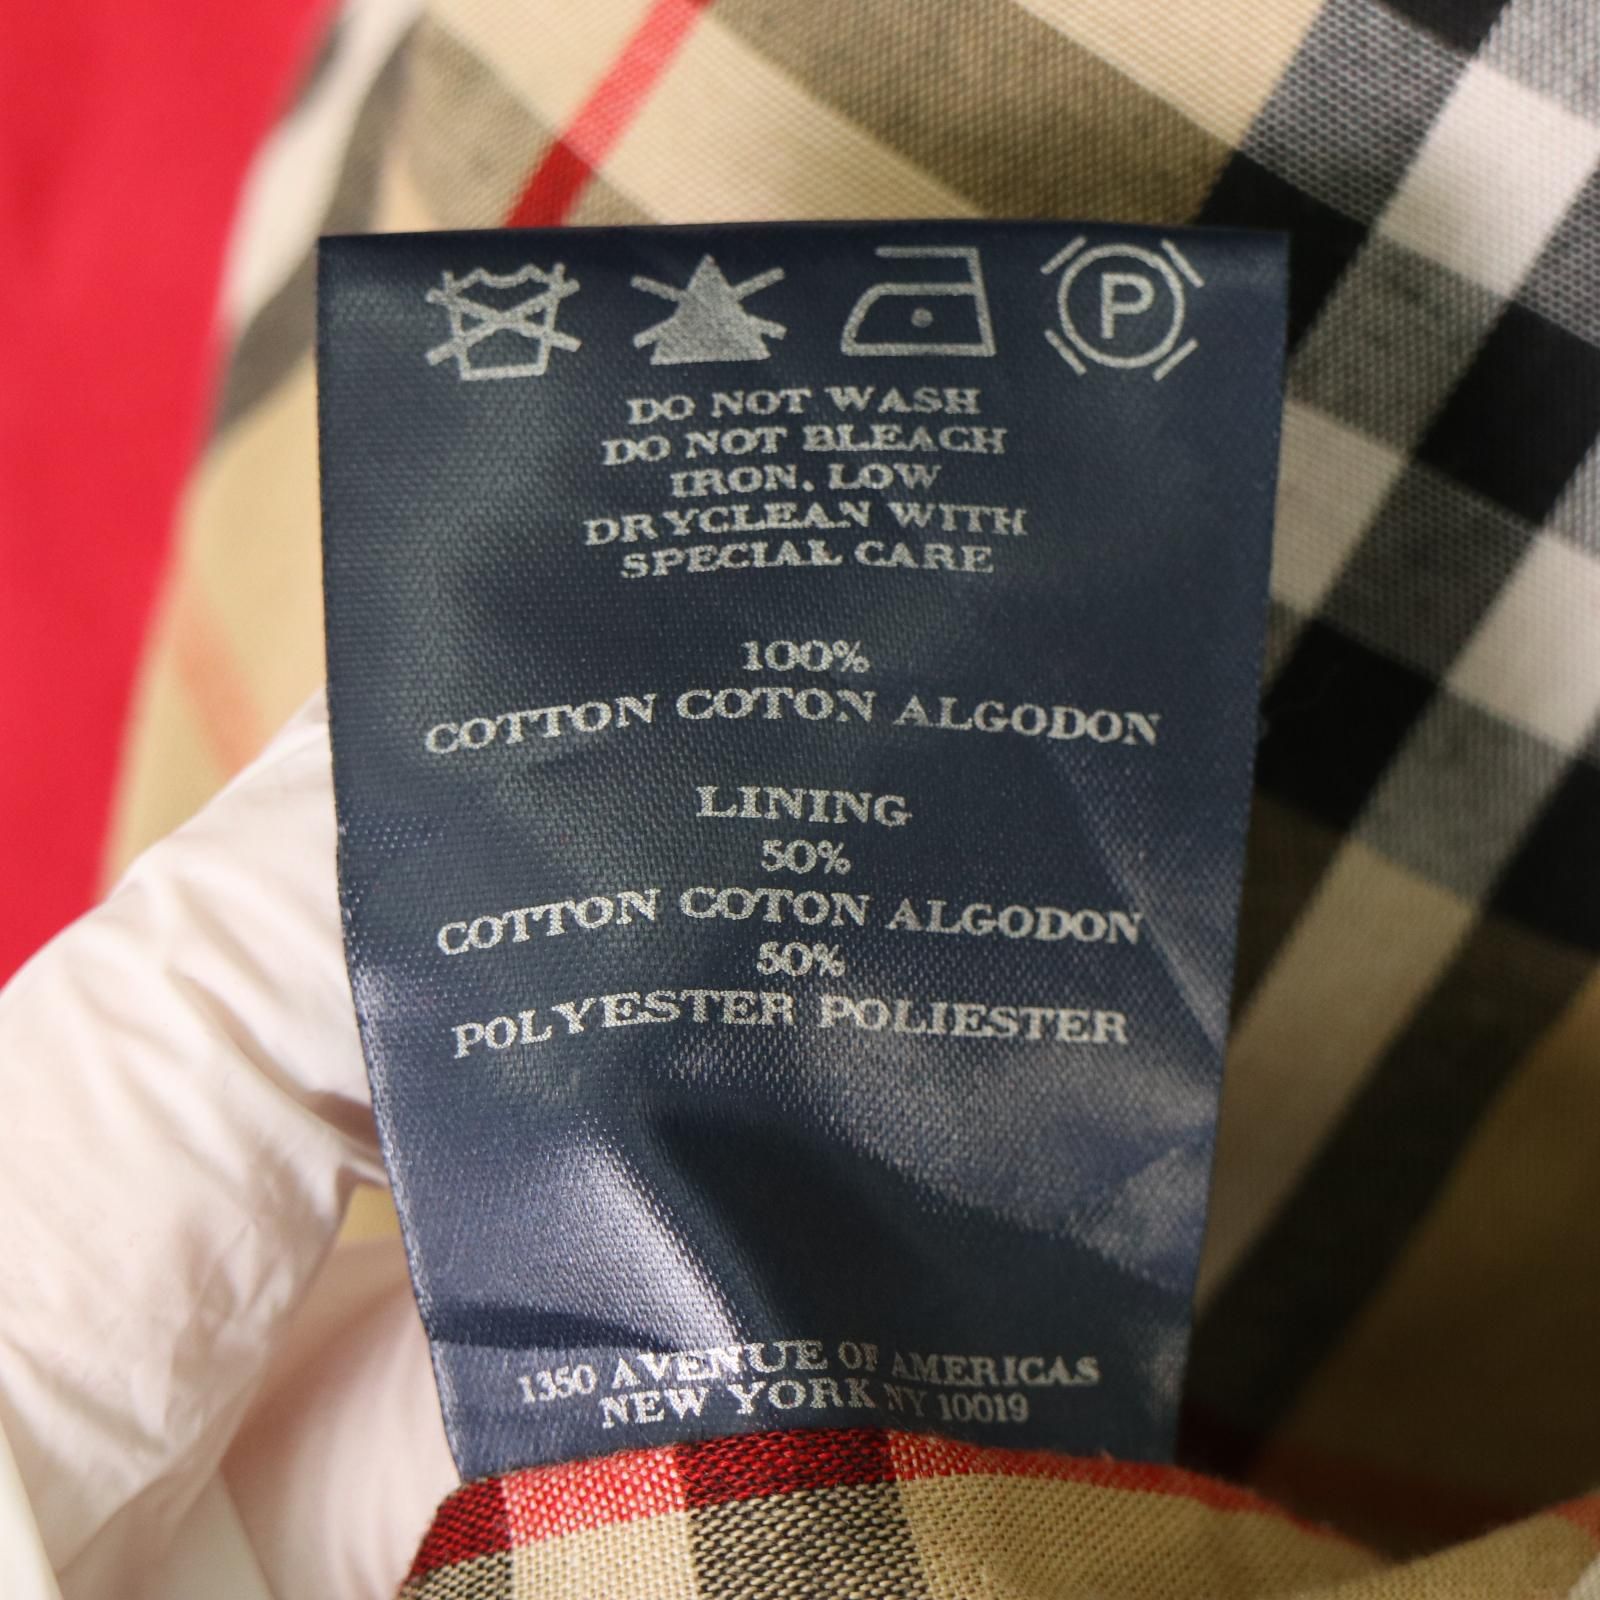 P
DO NOT WASH
DO NOT BLEACH
IRON. LOW
DRYCLEAN WITH
SPECIAL CARE
100%
COTTON COTON ALGODON
LINING
50%
COTTON COTON ALGODON
50%
POLYESTER POLIESTER
1350 AVENUE OF AMERICAS
NEW YORK NY 10019